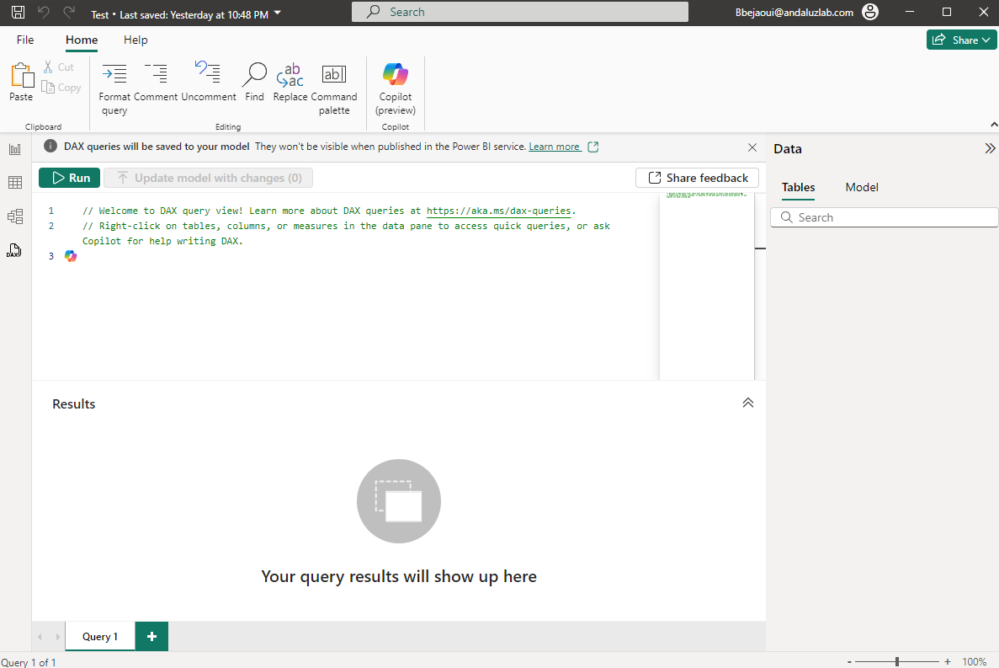 Test • Last saved: Yesterday at 10:48 PM
Search
Bbejaoui@andaluzlab.com
File
Home
Help
Share
Paste
Cut
Copy
Clipboard
Format query
Comment
Uncomment
Find
ab
ac
Replace
ab
Command palette
Editing
Copilot (preview)
Copilot
DAX queries will be saved to your model They won't be visible when published in the Power BI service. Learn more
Run
Update model with changes (0)
Share feedback
DAX
1 // Welcome to DAX query view! Learn more about DAX queries at https://aka.ms/dax-queries.
2 // Right-click on tables, columns, or measures in the data pane to access quick queries, or ask
Copilot for help writing DAX.
3
Results
Your query results will show up here
Query 1
+
Data
Tables
Model
Search
Query 1 of 1
- + 100%